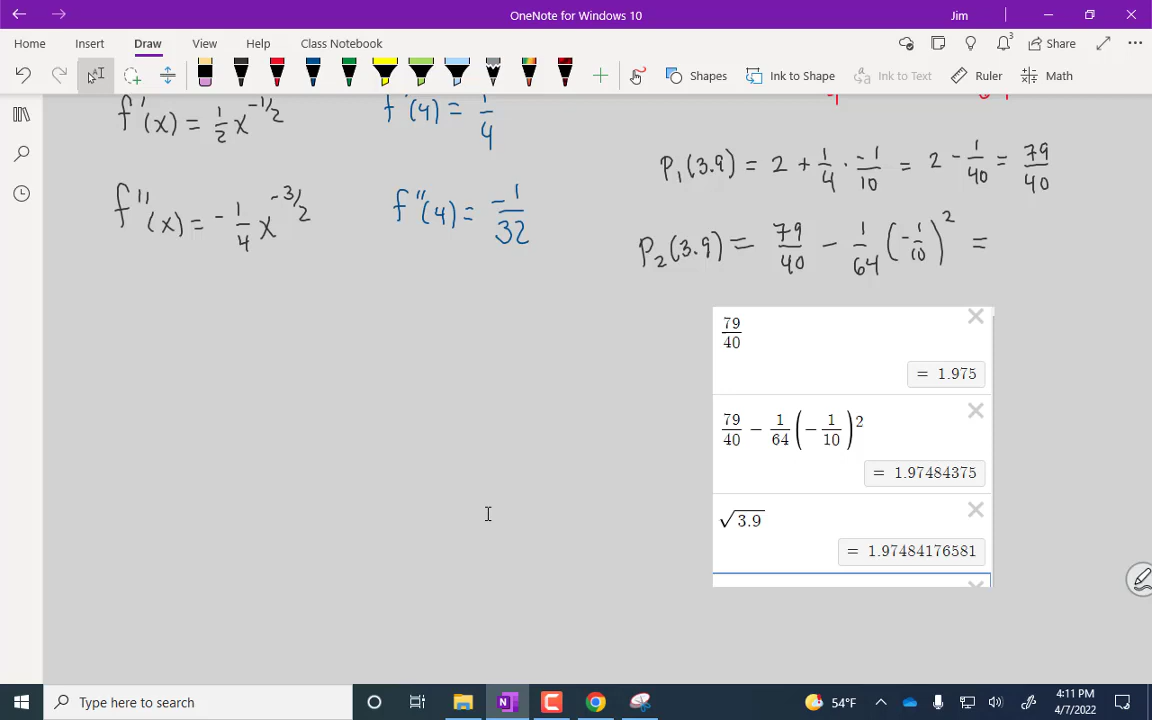 OneNote for Windows 10
Jim
Home Insert Draw View Help Class Notebook
Share
Shapes Ink to Shape Ink to Text Ruler Math
f'(x) = 1/2 x^{-1/2}
f'(4) = 1/4
P₁(3.9) = 2 + 1/4 · -1/10 = 2 - 1/40 = 79/40
f''(x) = - 1/4 x^{-3/2}
f''(4) = -1/32
P₂(3.9) = 79/40 - 1/64 (-1/10)^2 =
79/40
= 1.975
79/40 - 1/64 (-1/10)^2
= 1.97484375
√3.9
= 1.97484176581
Type here to search
54°F
4:11 PM
4/7/2022